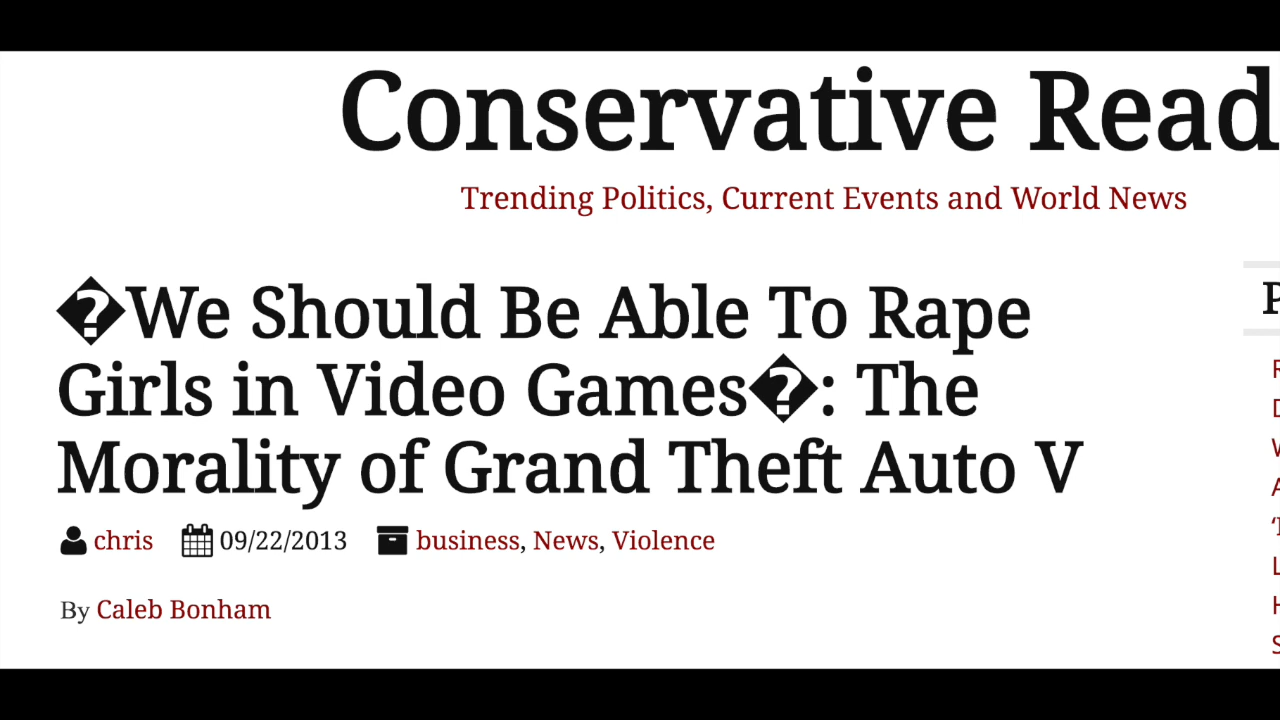 Conservative Read
Trending Politics, Current Events and World News
�We Should Be Able To Rape
Girls in Video Games�: The
Morality of Grand Theft Auto V
chris 09/22/2013 business, News, Violence
By Caleb Bonham